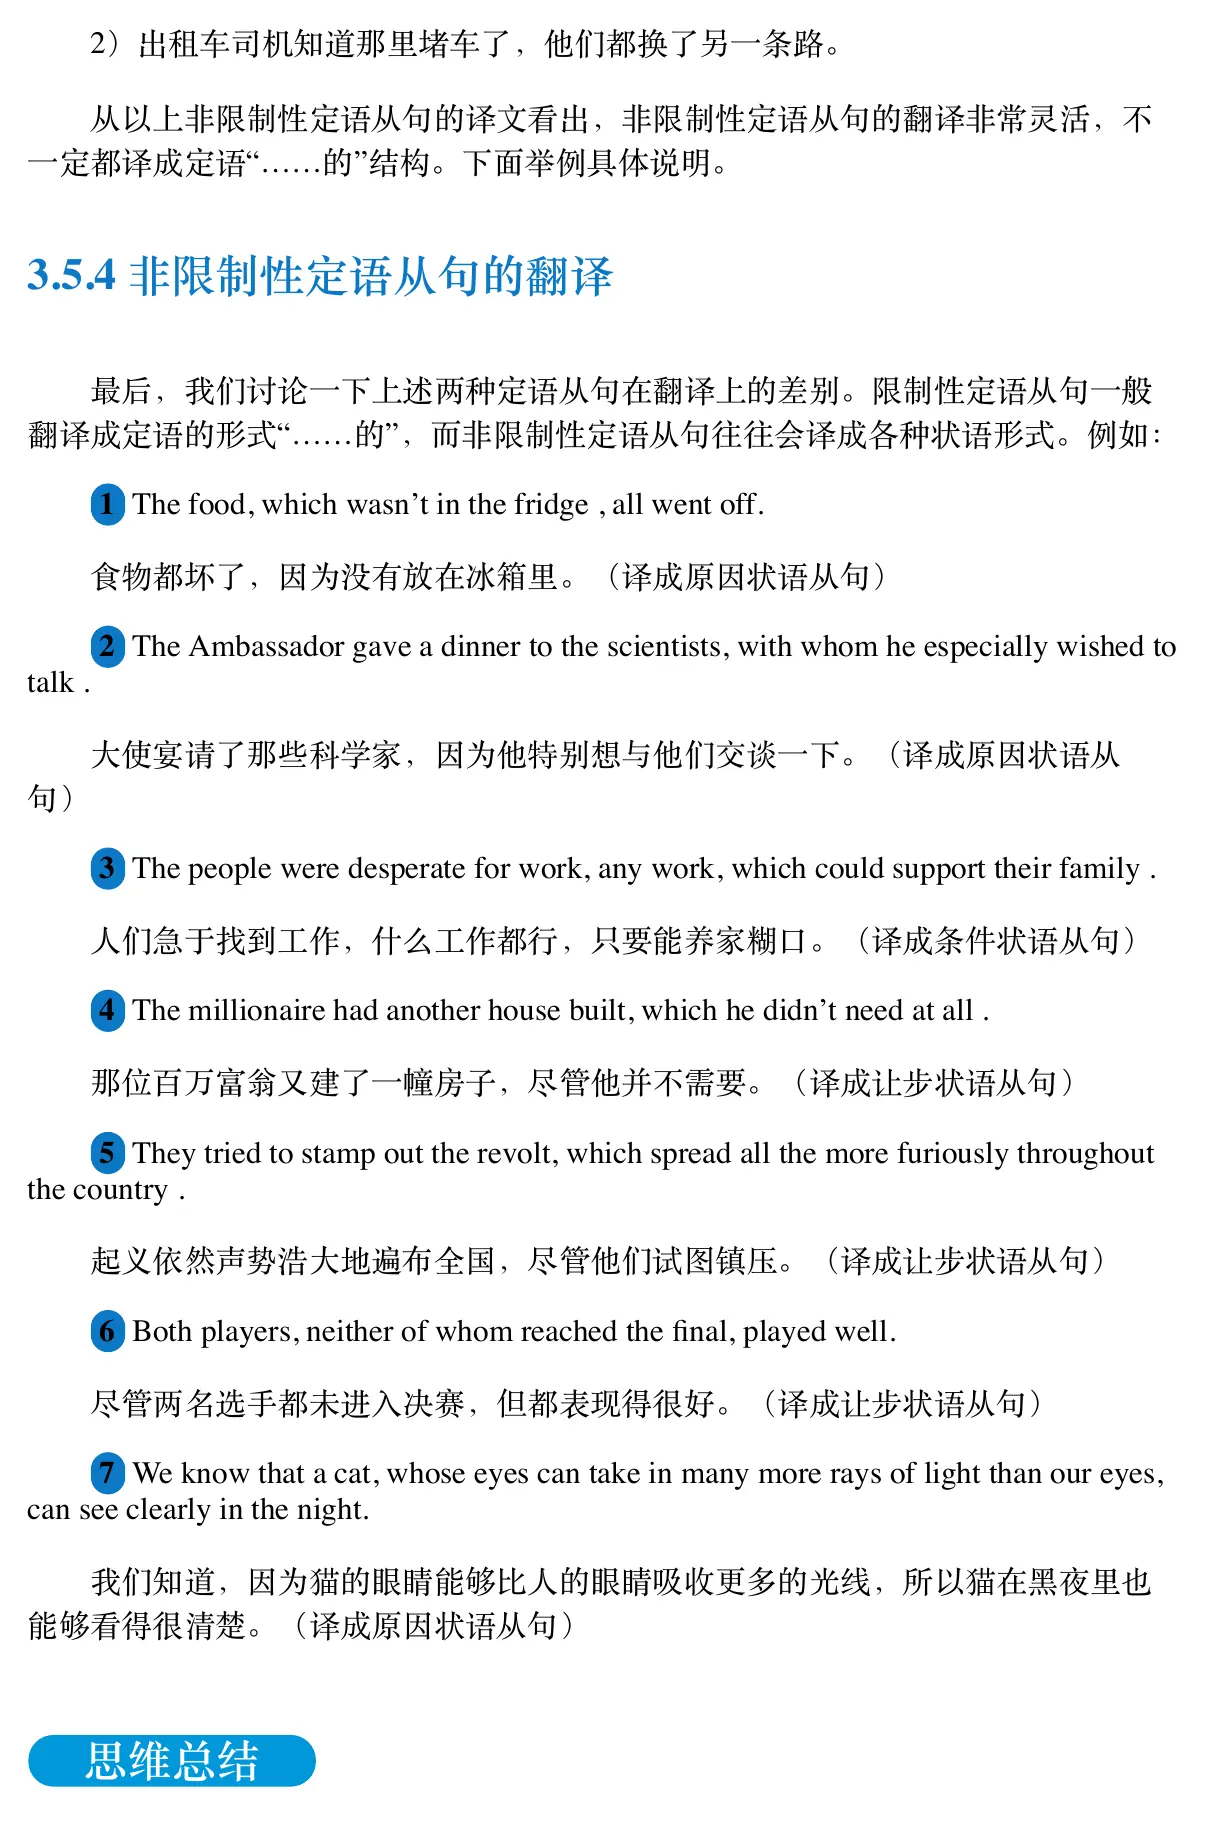 2）出租车司机知道那里堵车了，他们都换了另一条路。
从以上非限制性定语从句的译文看出，非限制性定语从句的翻译非常灵活，不
一定都译成定语“……的”结构。下面举例具体说明。
3.5.4 非限制性定语从句的翻译
最后，我们讨论一下上述两种定语从句在翻译上的差别。限制性定语从句一般
翻译成定语的形式“……的”，而非限制性定语从句往往会译成各种状语形式。例如：
1 The food, which wasn’t in the fridge , all went off.
食物都坏了，因为没有放在冰箱里。（译成原因状语从句）
2 The Ambassador gave a dinner to the scientists, with whom he especially wished to
talk .
大使宴请了那些科学家，因为他特别想与他们交谈一下。（译成原因状语从
句）
3 The people were desperate for work, any work, which could support their family .
人们急于找到工作，什么工作都行，只要能养家糊口。（译成条件状语从句）
4 The millionaire had another house built, which he didn’t need at all .
那位百万富翁又建了一幢房子，尽管他并不需要。（译成让步状语从句）
5 They tried to stamp out the revolt, which spread all the more furiously throughout
the country .
起义依然声势浩大地遍布全国，尽管他们试图镇压。（译成让步状语从句）
6 Both players, neither of whom reached the final, played well.
尽管两名选手都未进入决赛，但都表现得很好。（译成让步状语从句）
7 We know that a cat, whose eyes can take in many more rays of light than our eyes,
can see clearly in the night.
我们知道，因为猫的眼睛能够比人的眼睛吸收更多的光线，所以猫在黑夜里也
能够看得很清楚。（译成原因状语从句）
思维总结